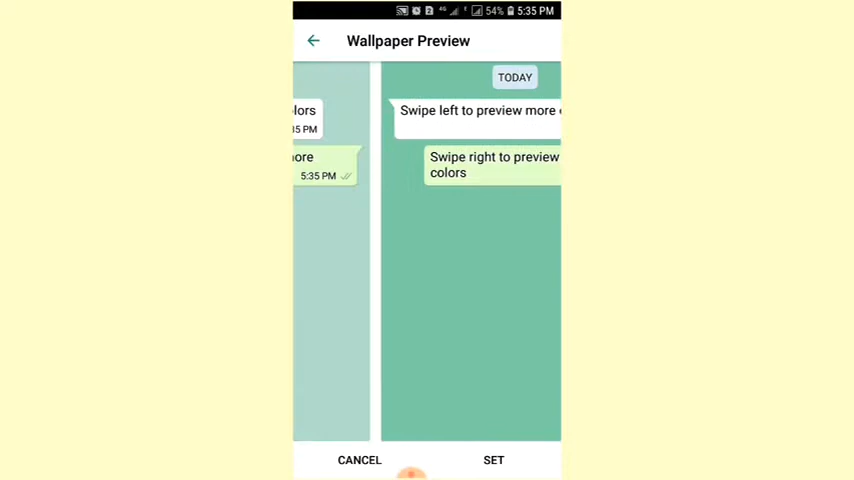 4G 54% 5:35 PM
Wallpaper Preview
TODAY
lors
Swipe left to preview more
35 PM
ore
Swipe right to preview
5:35 PM
colors
CANCEL
SET